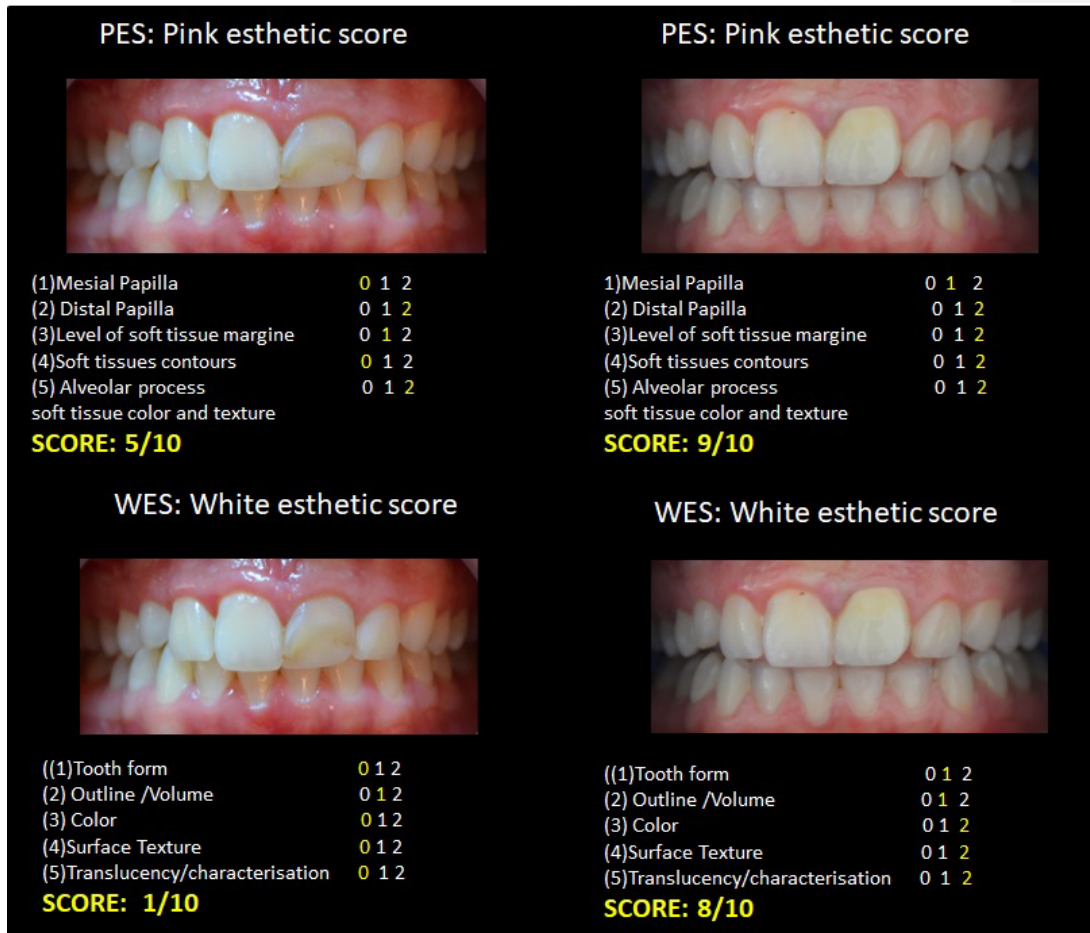 PES: Pink esthetic score
(1)Mesial Papilla 0 1 2
(2) Distal Papilla 0 1 2
(3)Level of soft tissue margine 0 1 2
(4)Soft tissues contours 0 1 2
(5) Alveolar process 0 1 2
soft tissue color and texture
SCORE: 5/10
PES: Pink esthetic score
1)Mesial Papilla 0 1 2
(2) Distal Papilla 0 1 2
(3)Level of soft tissue margine 0 1 2
(4)Soft tissues contours 0 1 2
(5) Alveolar process 0 1 2
soft tissue color and texture
SCORE: 9/10
WES: White esthetic score
((1)Tooth form 0 1 2
(2) Outline /Volume 0 1 2
(3) Color 0 1 2
(4)Surface Texture 0 1 2
(5)Translucency/characterisation 0 1 2
SCORE: 1/10
WES: White esthetic score
((1)Tooth form 0 1 2
(2) Outline /Volume 0 1 2
(3) Color 0 1 2
(4)Surface Texture 0 1 2
(5)Translucency/characterisation 0 1 2
SCORE: 8/10